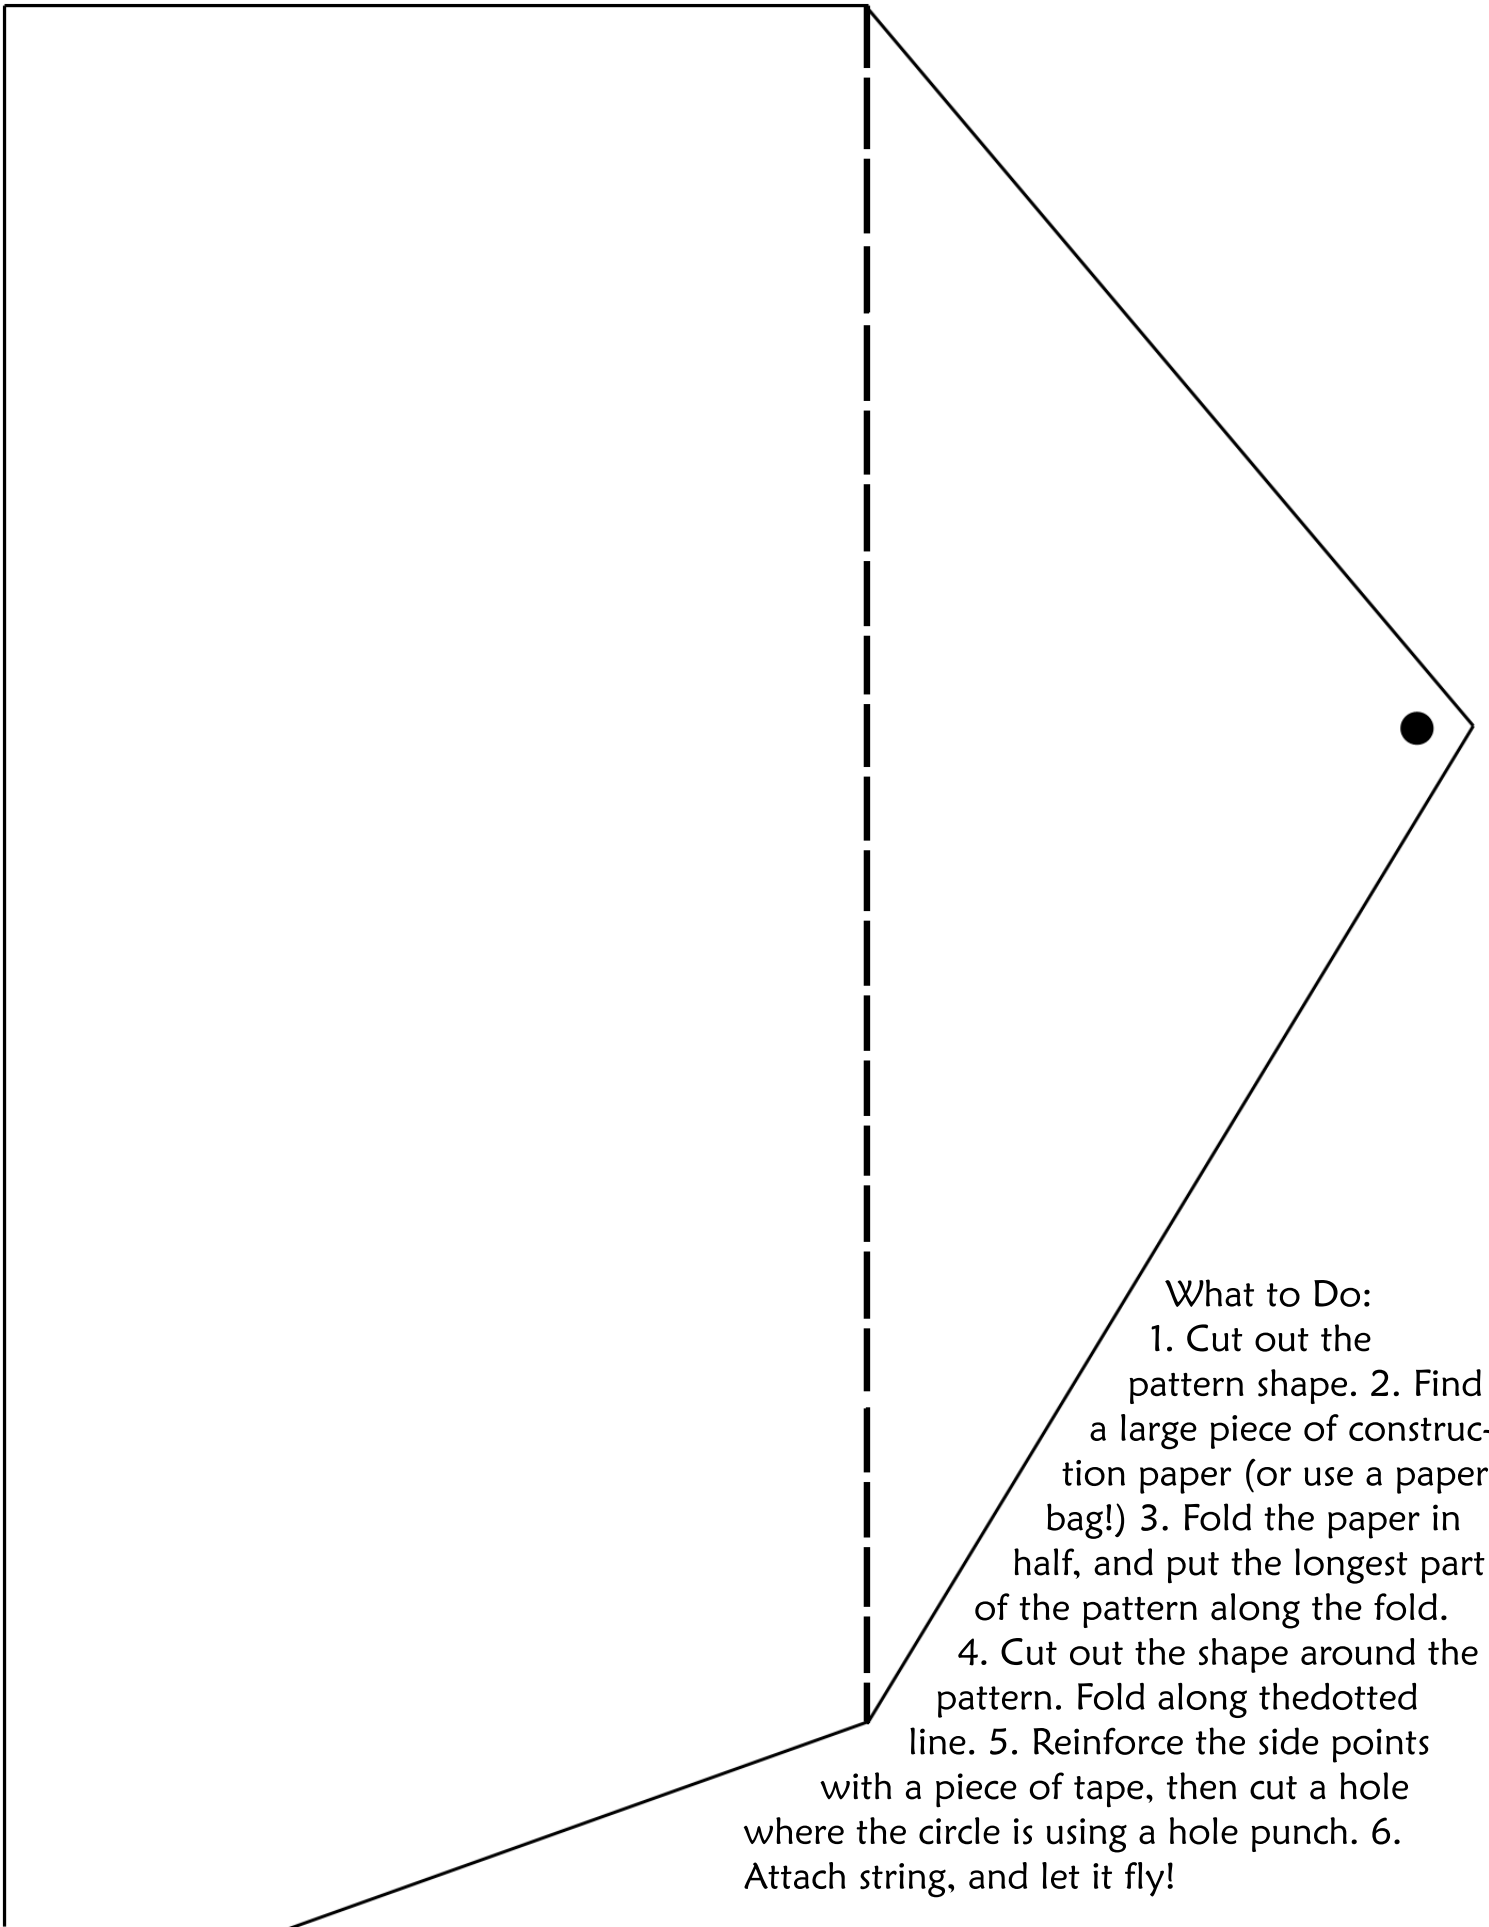 What to Do:
1. Cut out the
pattern shape. 2. Find
a large piece of construc-
tion paper (or use a paper
bag!) 3. Fold the paper in
half, and put the longest part
of the pattern along the fold.
4. Cut out the shape around the
pattern. Fold along thedotted
line. 5. Reinforce the side points
with a piece of tape, then cut a hole
where the circle is using a hole punch. 6.
Attach string, and let it fly!